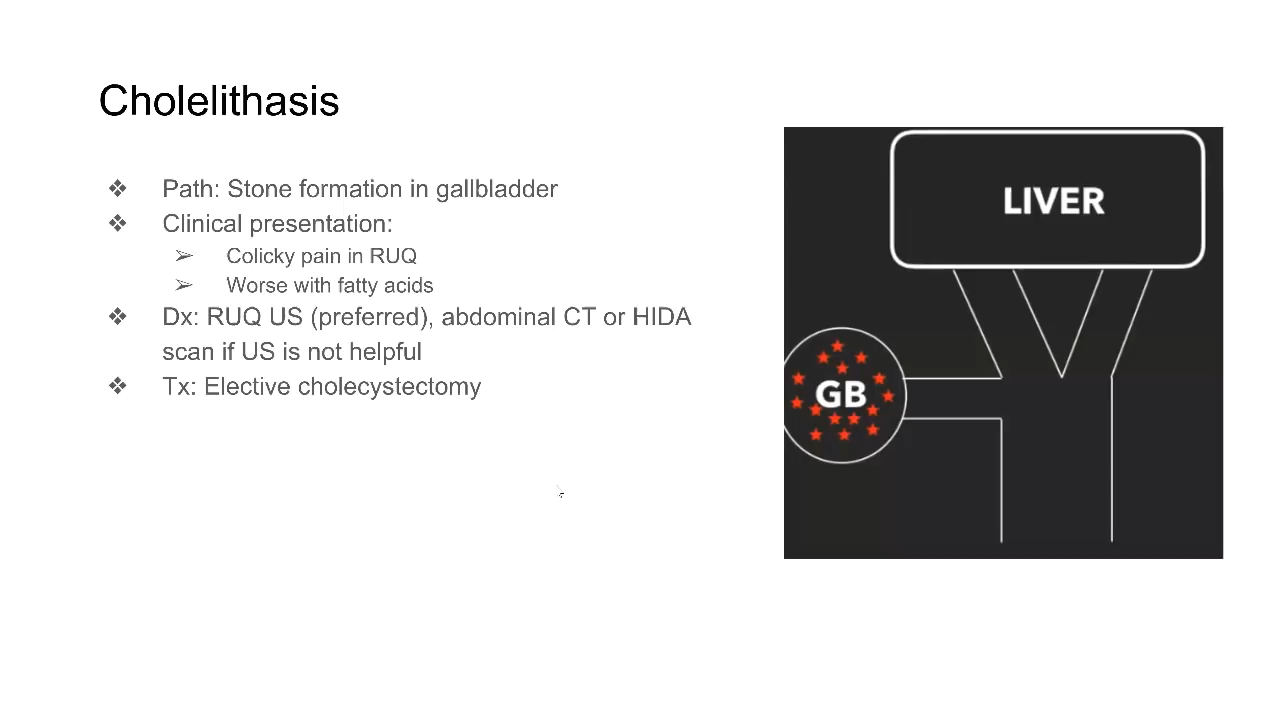 Cholelithasis
❖ Path: Stone formation in gallbladder
❖ Clinical presentation:
➢ Colicky pain in RUQ
➢ Worse with fatty acids
❖ Dx: RUQ US (preferred), abdominal CT or HIDA
scan if US is not helpful
❖ Tx: Elective cholecystectomy
LIVER
GB